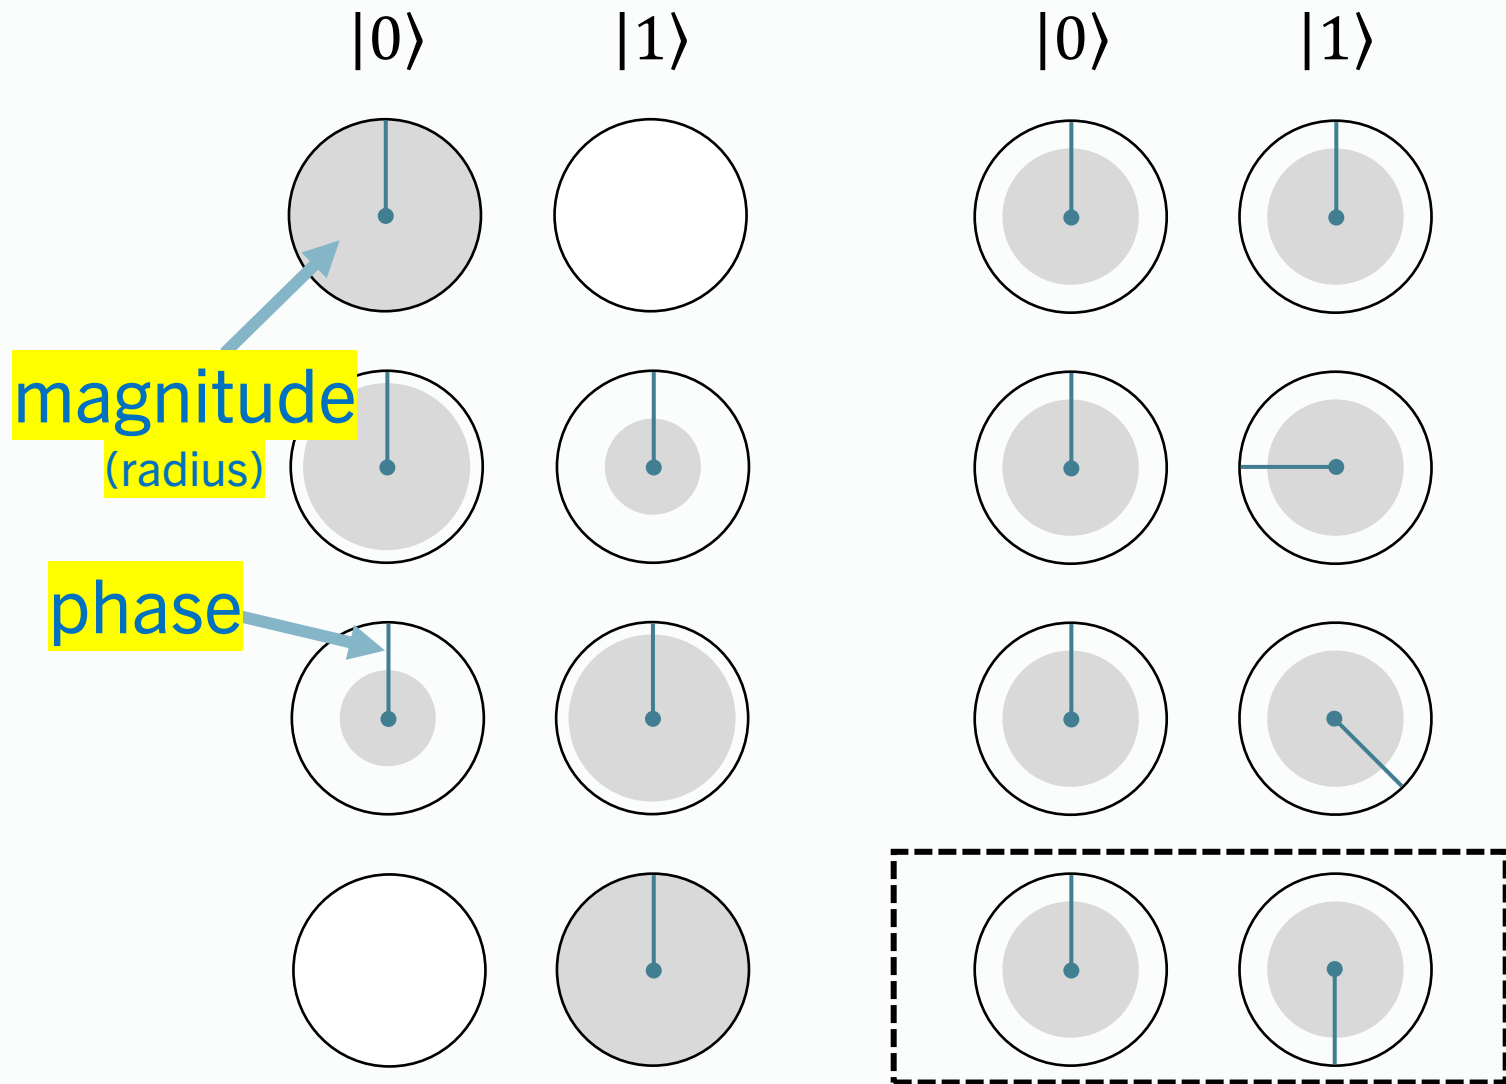 |0⟩ |1⟩ |0⟩ |1⟩
magnitude
(radius)
phase